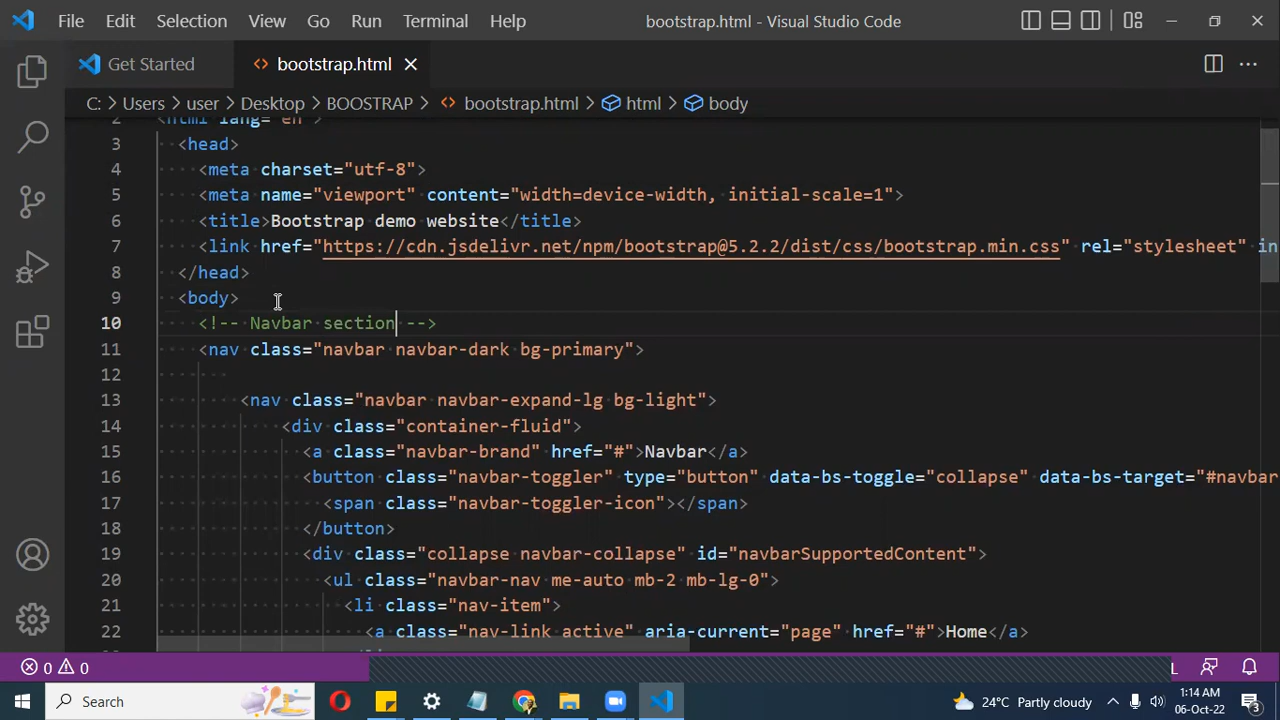 File Edit Selection View Go Run Terminal Help bootstrap.html - Visual Studio Code
Get Started bootstrap.html
C: > Users > user > Desktop > BOOSTRAP > bootstrap.html > html > body
2 <html lang="en">
3 <head>
4 <meta charset="utf-8">
5 <meta name="viewport" content="width=device-width, initial-scale=1">
6 <title>Bootstrap demo website</title>
7 <link href="https://cdn.jsdelivr.net/npm/bootstrap@5.2.2/dist/css/bootstrap.min.css" rel="stylesheet" in
8 </head>
9 <body>
10 <!-- Navbar section -->
11 <nav class="navbar navbar-dark bg-primary">
12
13 <nav class="navbar navbar-expand-lg bg-light">
14 <div class="container-fluid">
15 <a class="navbar-brand" href="#">Navbar</a>
16 <button class="navbar-toggler" type="button" data-bs-toggle="collapse" data-bs-target="#navbar
17 <span class="navbar-toggler-icon"></span>
18 </button>
19 <div class="collapse navbar-collapse" id="navbarSupportedContent">
20 <ul class="navbar-nav me-auto mb-2 mb-lg-0">
21 <li class="nav-item">
22 <a class="nav-link active" aria-current="page" href="#">Home</a>
0 0 L
Search 24°C Partly cloudy 1:14 AM
06-Oct-22 3